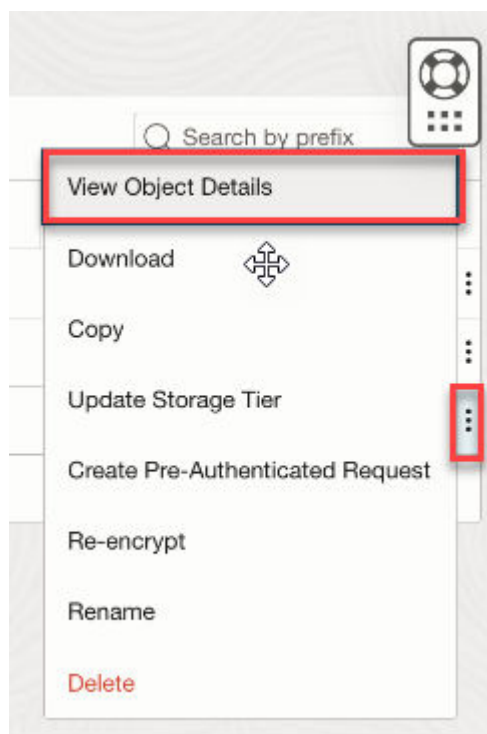 Search by prefix
View Object Details
Download
Copy
Update Storage Tier
Create Pre-Authenticated Request
Re-encrypt
Rename
Delete